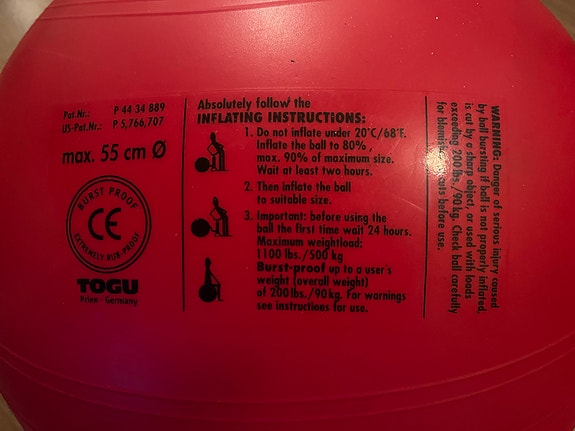 Pat.Nr.: P 44 34 889
US-Pat.Nr.: P 5,766,707
max. 55 cm Ø
BURST PROOF
CE
EXTREMELY RUB-PROOF
TOGU
Prien - Germany
Absolutely follow the
INFLATING INSTRUCTIONS:
1. Do not inflate under 20°C/68°F.
Inflate the ball to 80% ,
max. 90% of maximum size.
Wait at least two hours.
2. Then inflate the ball
to suitable size.
3. Important: before using the
ball the first time wait 24 hours.
Maximum weightload:
1100 lbs./500 kg
Burst-proof up to a user's
weight (overall weight)
of 200 lbs./90 kg. For warnings
see instructions for use.
WARNING: Danger of serious injury caused
by ball bursting if ball is not properly inflated,
is cut by a sharp object, or used with loads
exceeding 200 lbs./90 kg. Check ball carefully
for blemishes, cuts before use.